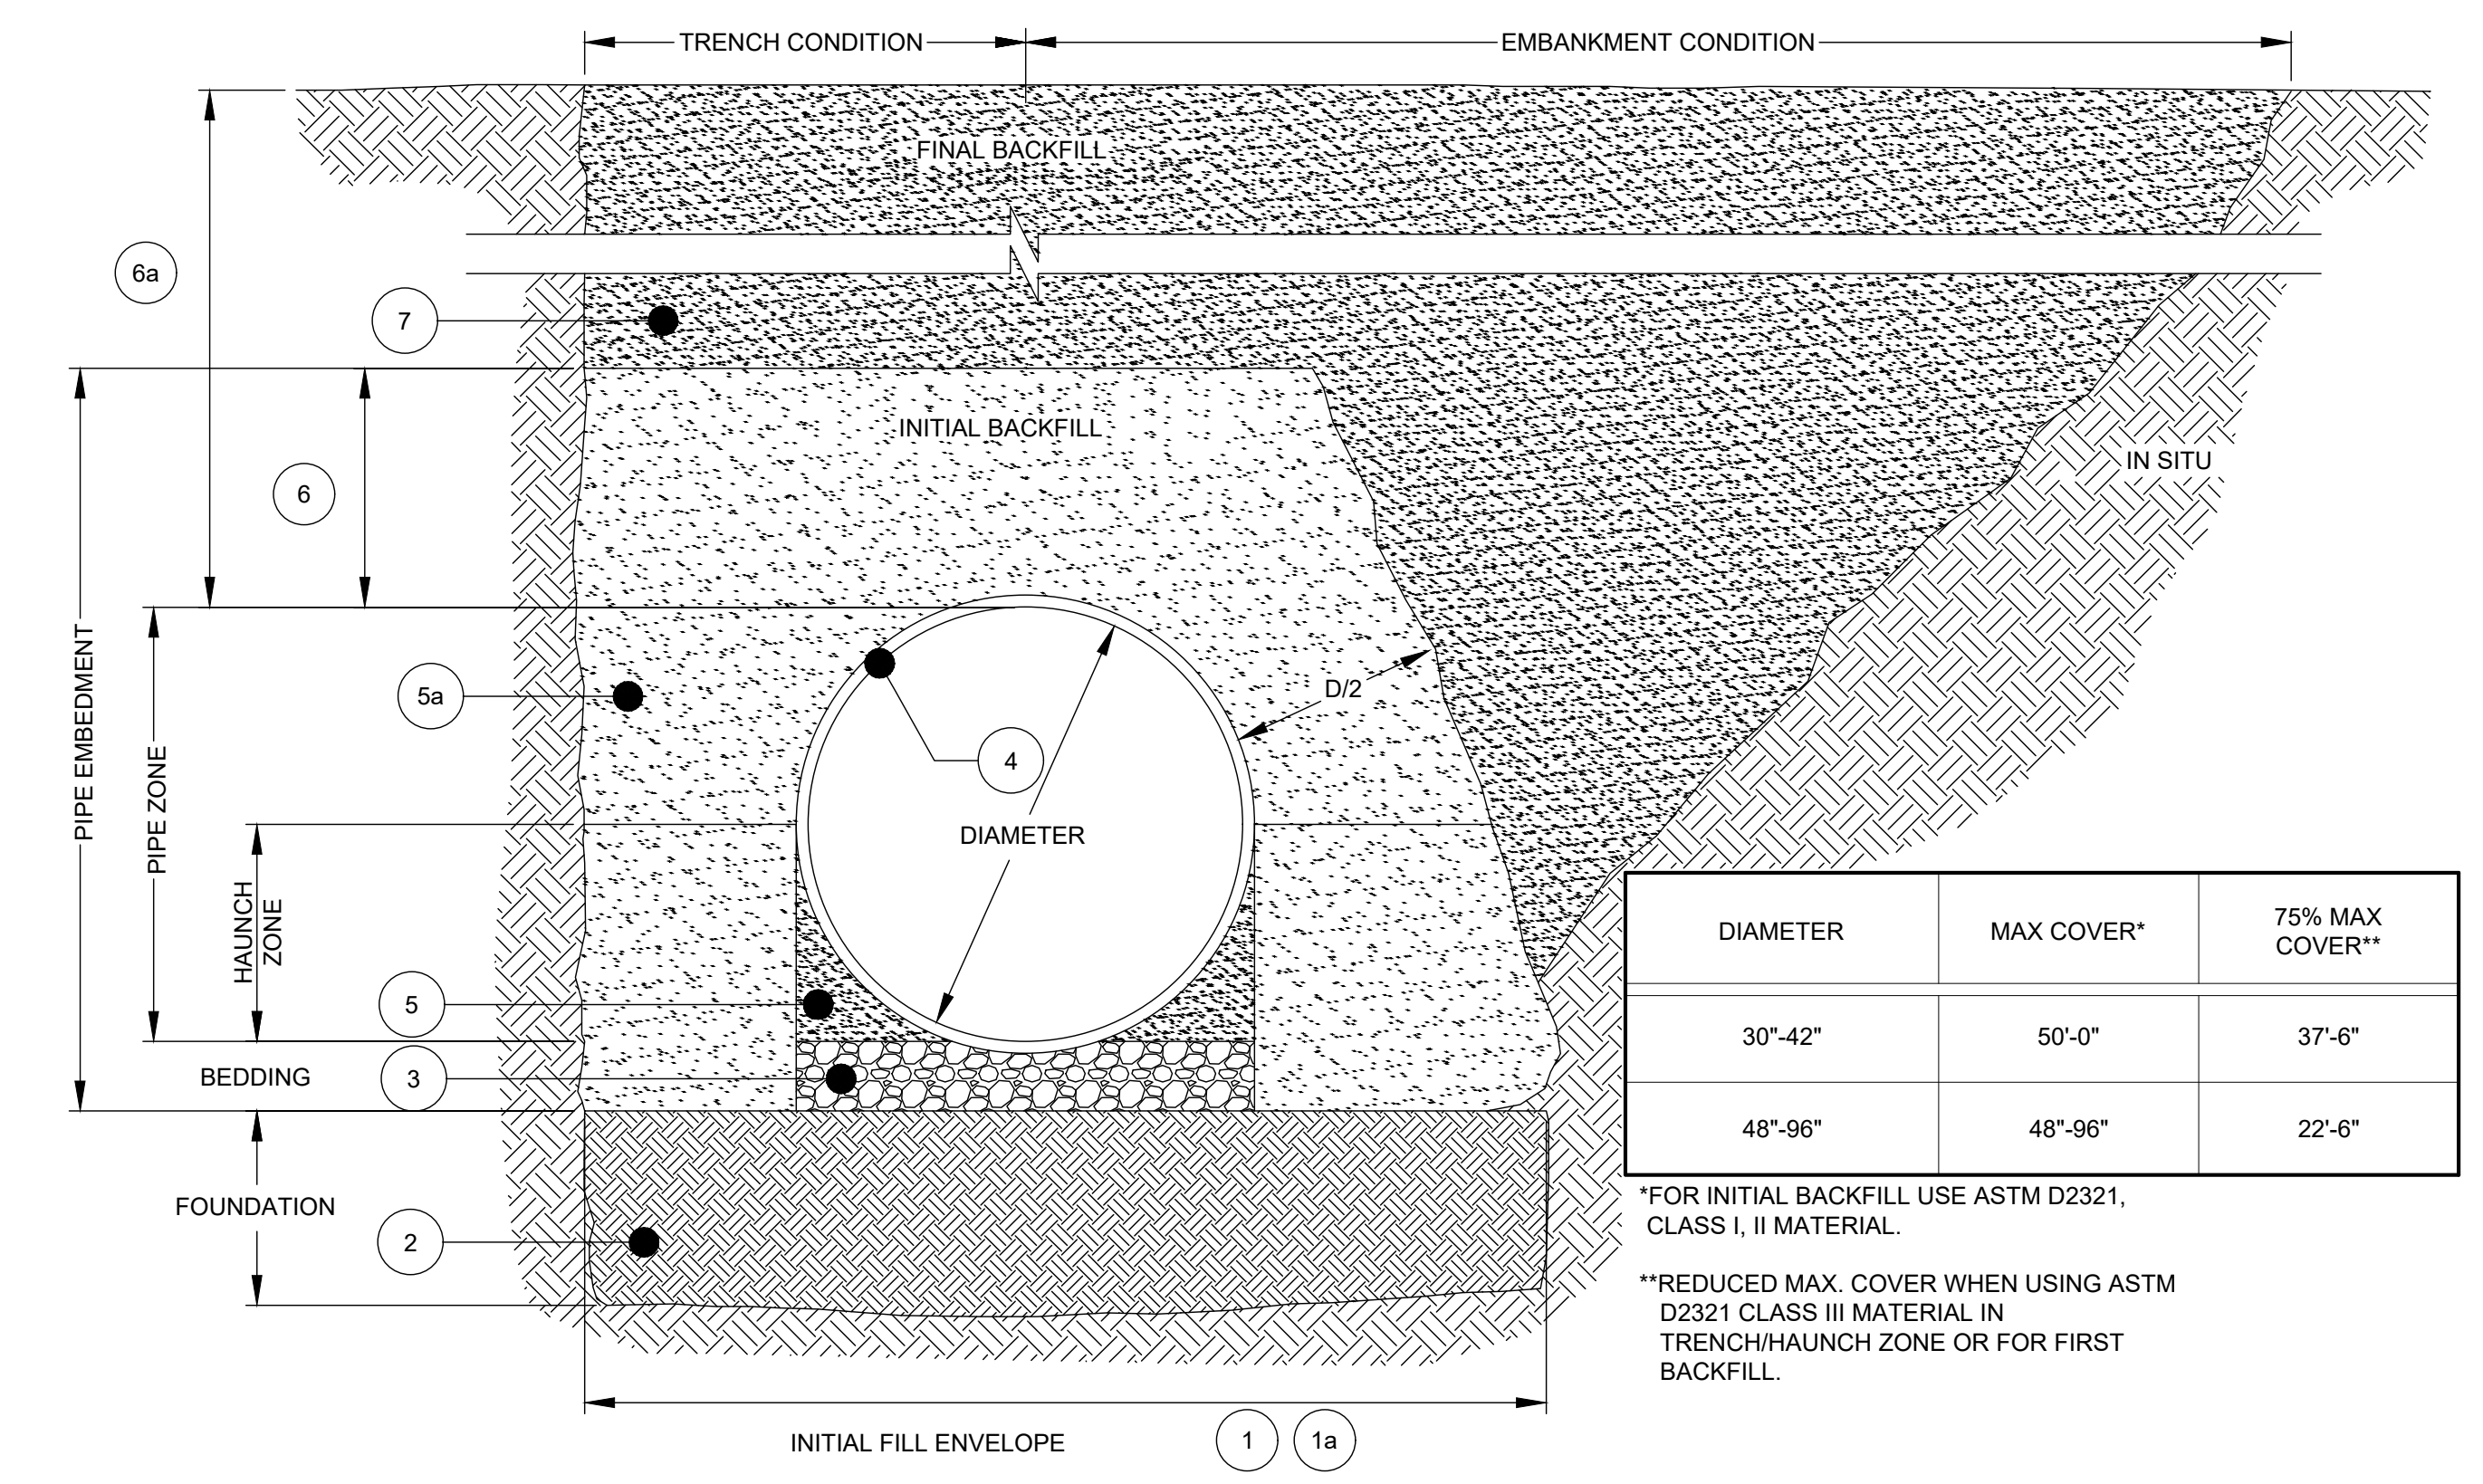 TRENCH CONDITION
EMBANKMENT CONDITION
FINAL BACKFILL
6a
7
INITIAL BACKFILL
6
IN SITU
PIPE EMBEDMENT
PIPE ZONE
5a
D/2
4
DIAMETER
HAUNCH
ZONE
5
BEDDING
3
FOUNDATION
2
INITIAL FILL ENVELOPE
1
1a
DIAMETER
MAX COVER*
75% MAX
COVER**
30"-42"
50'-0"
37'-6"
48"-96"
48"-96"
22'-6"
*FOR INITIAL BACKFILL USE ASTM D2321,
CLASS I, II MATERIAL.
**REDUCED MAX. COVER WHEN USING ASTM
D2321 CLASS III MATERIAL IN
TRENCH/HAUNCH ZONE OR FOR FIRST
BACKFILL.